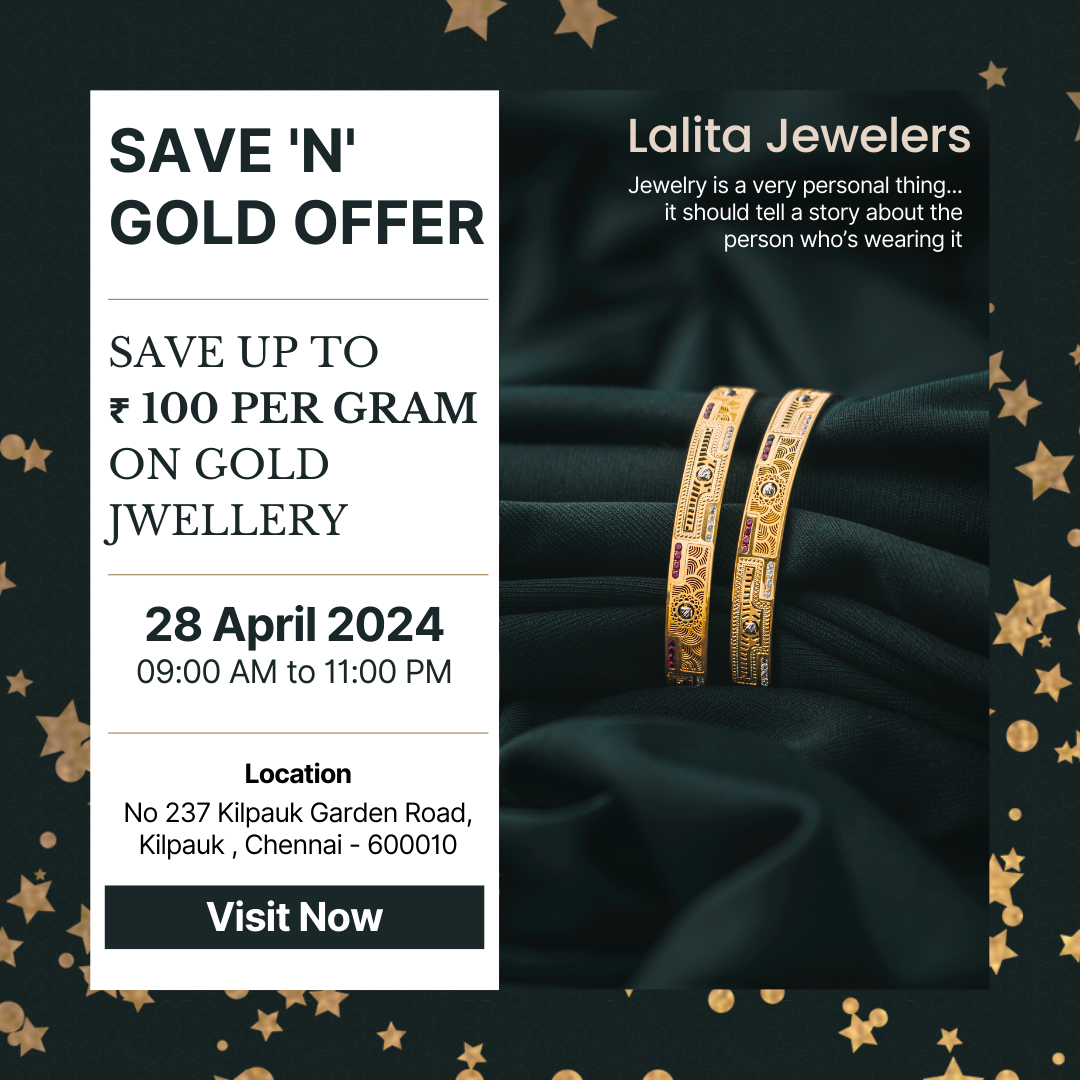 SAVE 'N'
GOLD OFFER
SAVE UP TO
₹ 100 PER GRAM
ON GOLD
JWELLERY
28 April 2024
09:00 AM to 11:00 PM
Location
No 237 Kilpauk Garden Road,
Kilpauk , Chennai - 600010
Visit Now
Lalita Jewelers
Jewelry is a very personal thing...
it should tell a story about the
person who’s wearing it